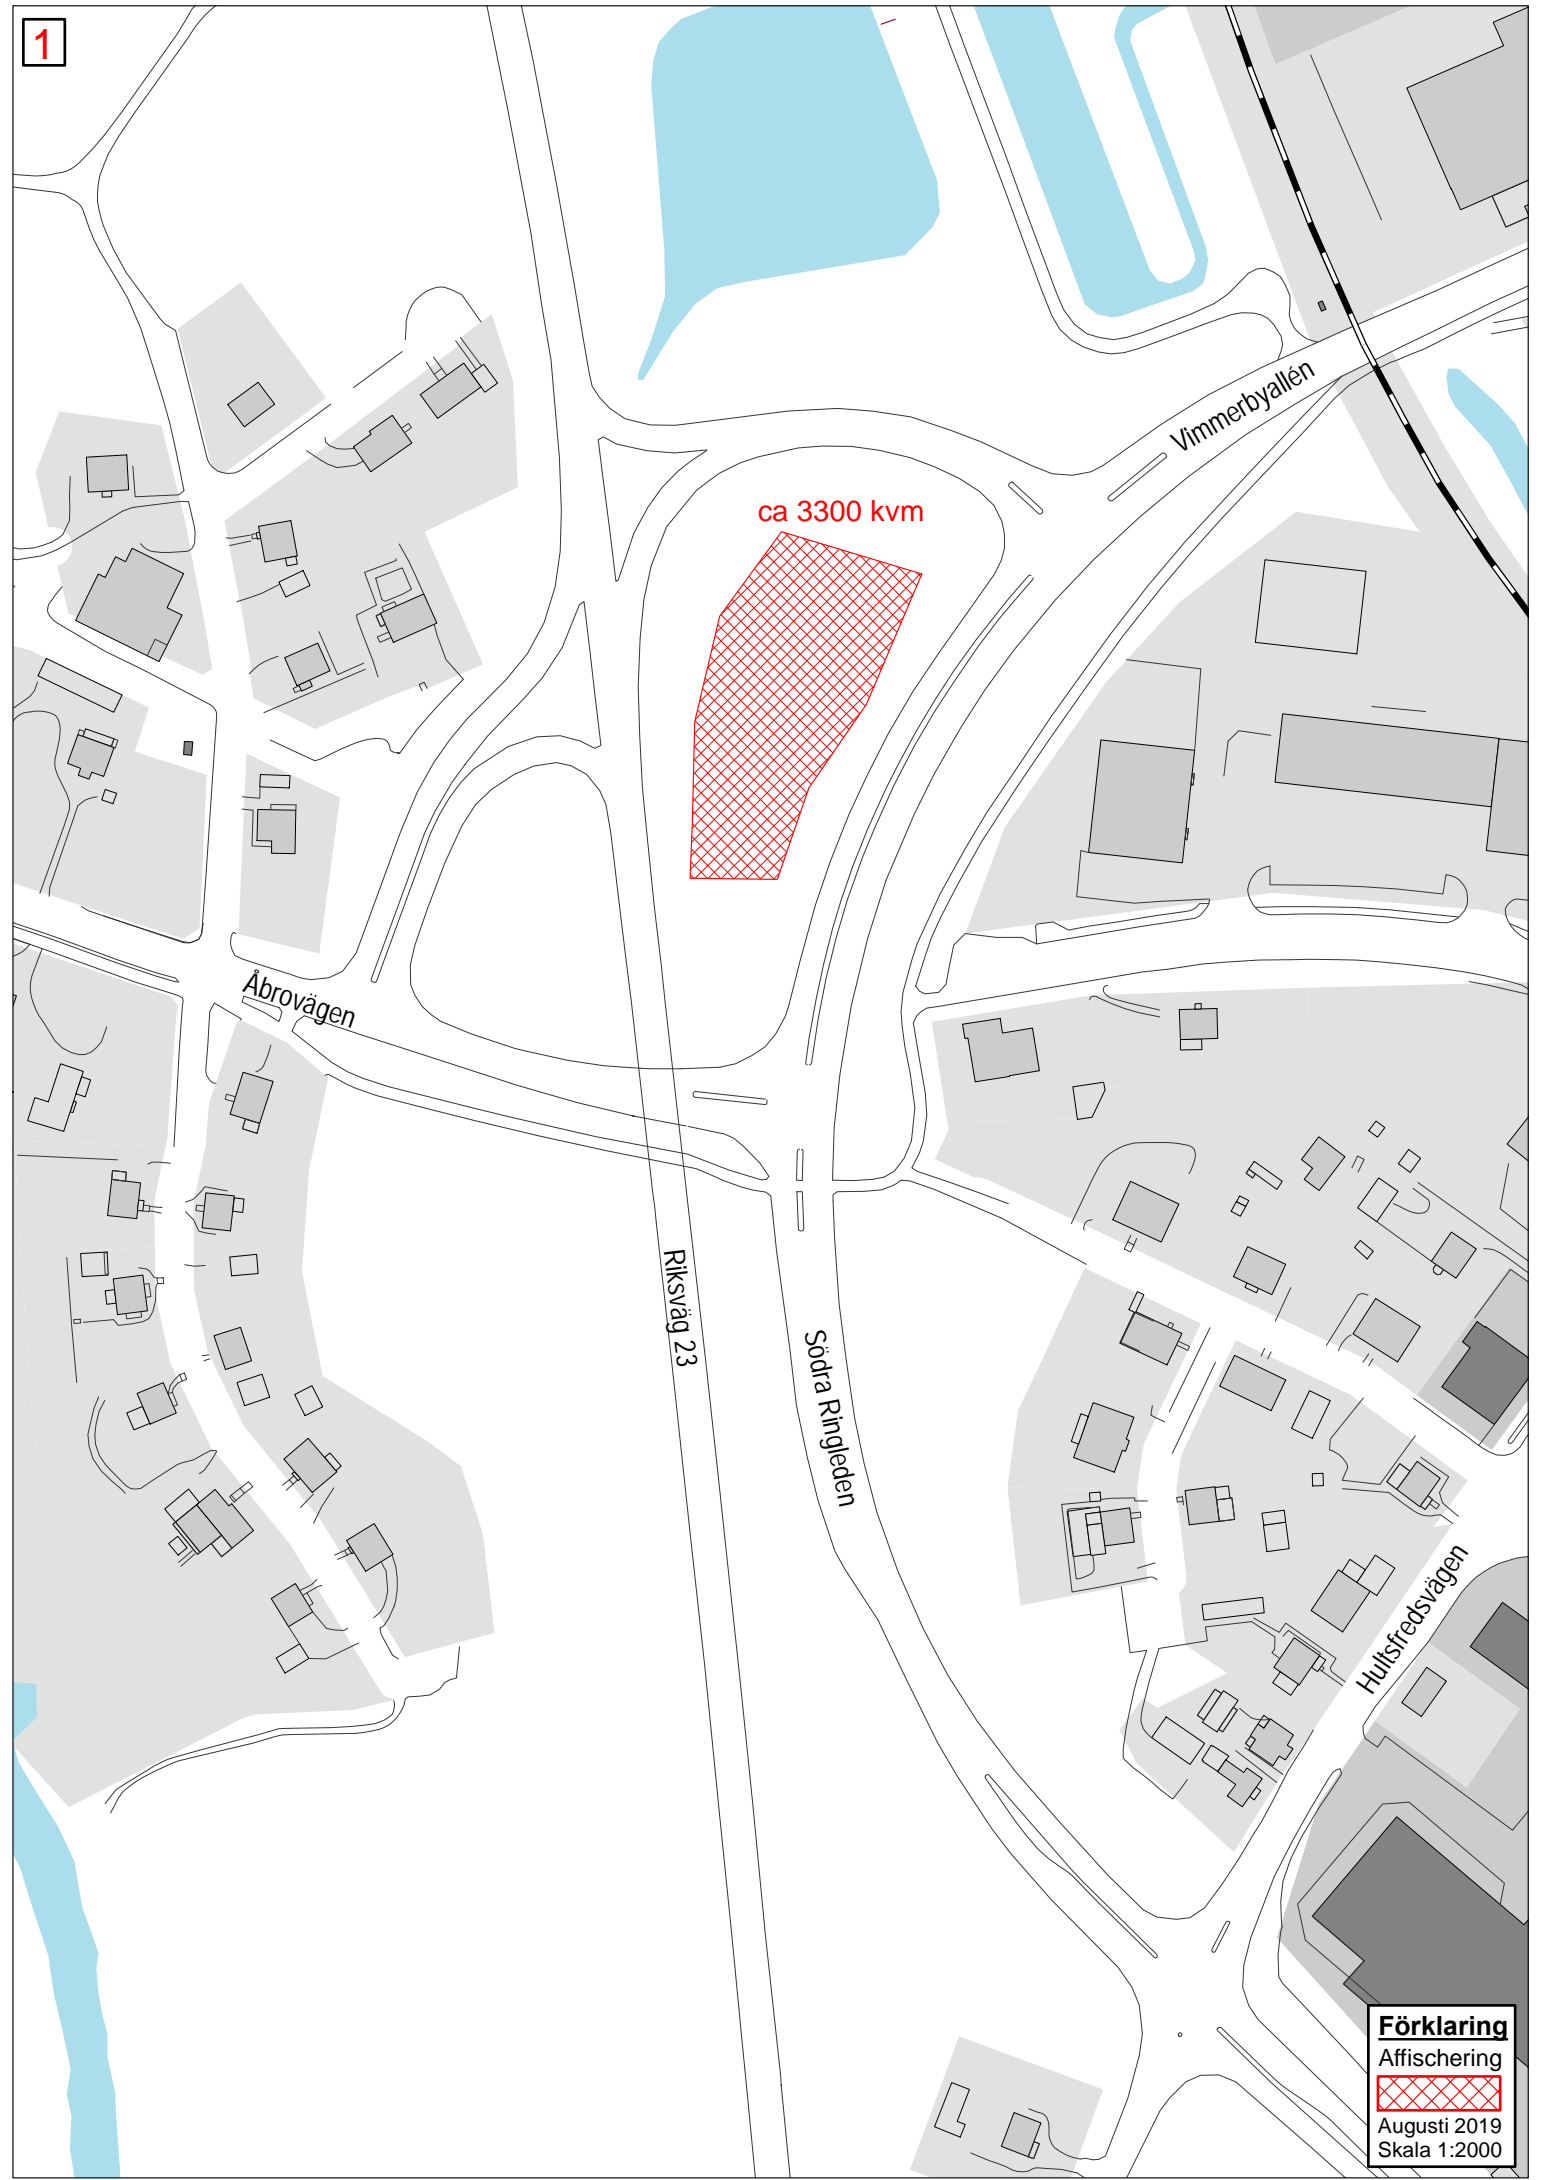 1
Vimmerbyallén
ca 3300 kvm
Åbrovägen
Riksväg 23
Södra Ringleden
Hultsfredsvägen
Förklaring
Affischering
Augusti 2019
Skala 1:2000